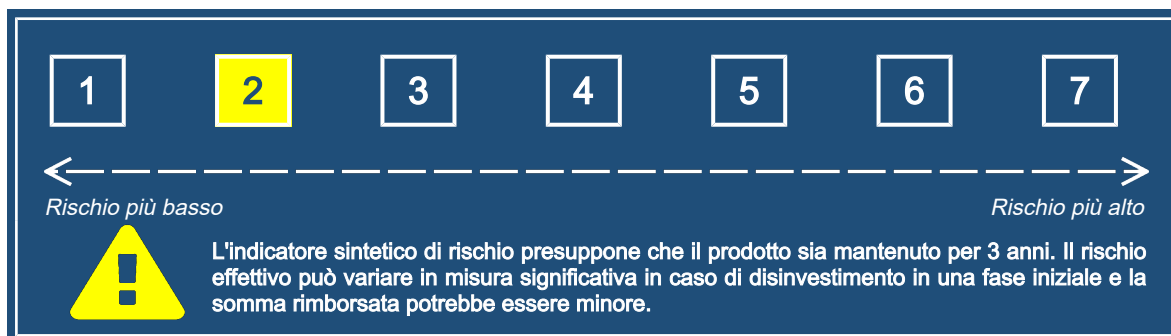 1 2 3 4 5 6 7
Rischio più basso Rischio più alto
L'indicatore sintetico di rischio presuppone che il prodotto sia mantenuto per 3 anni. Il rischio
effettivo può variare in misura significativa in caso di disinvestimento in una fase iniziale e la
somma rimborsata potrebbe essere minore.